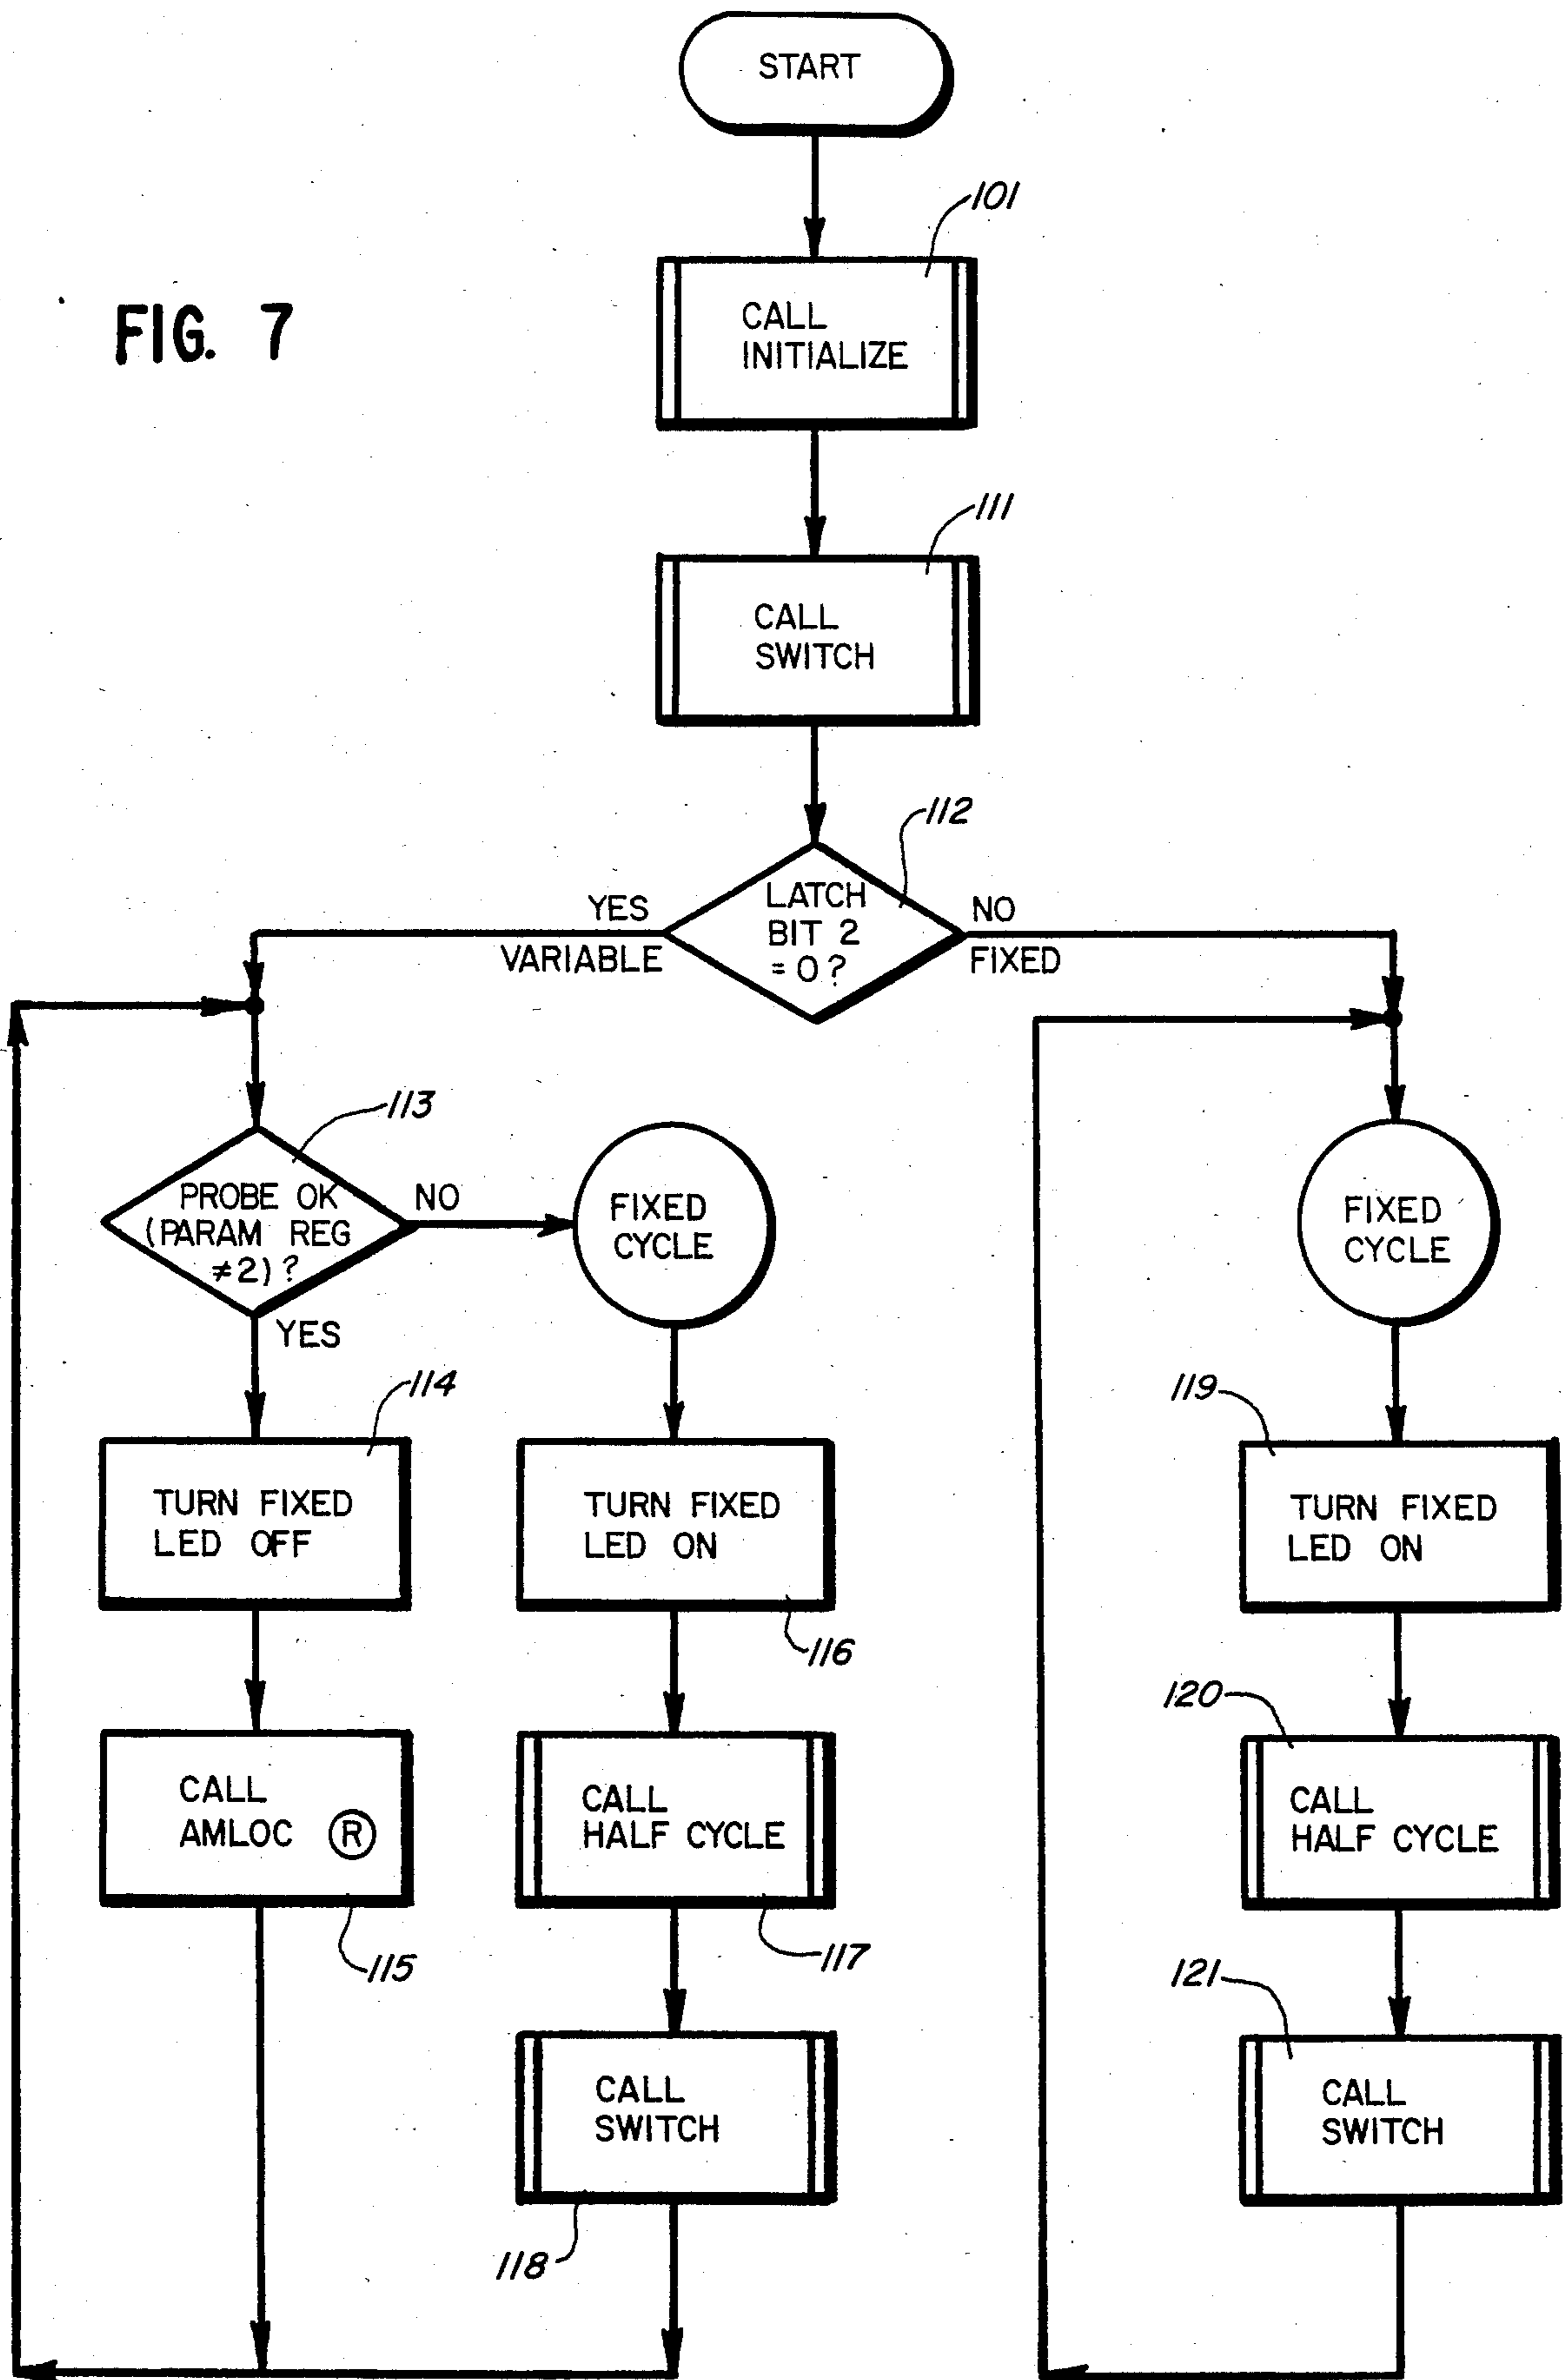 START
101
FIG. 7
CALL
INITIALIZE
111
CALL
SWITCH
112
LATCH
BIT 2
= 0 ?
YES
VARIABLE
NO
FIXED
113
PROBE OK
(PARAM REG
≠2) ?
NO
YES
FIXED
CYCLE
FIXED
CYCLE
114
TURN FIXED
LED OFF
TURN FIXED
LED ON
116
119
TURN FIXED
LED ON
CALL
AMLOC Ⓡ
115
CALL
HALF CYCLE
117
120
CALL
HALF CYCLE
CALL
SWITCH
118
121
CALL
SWITCH